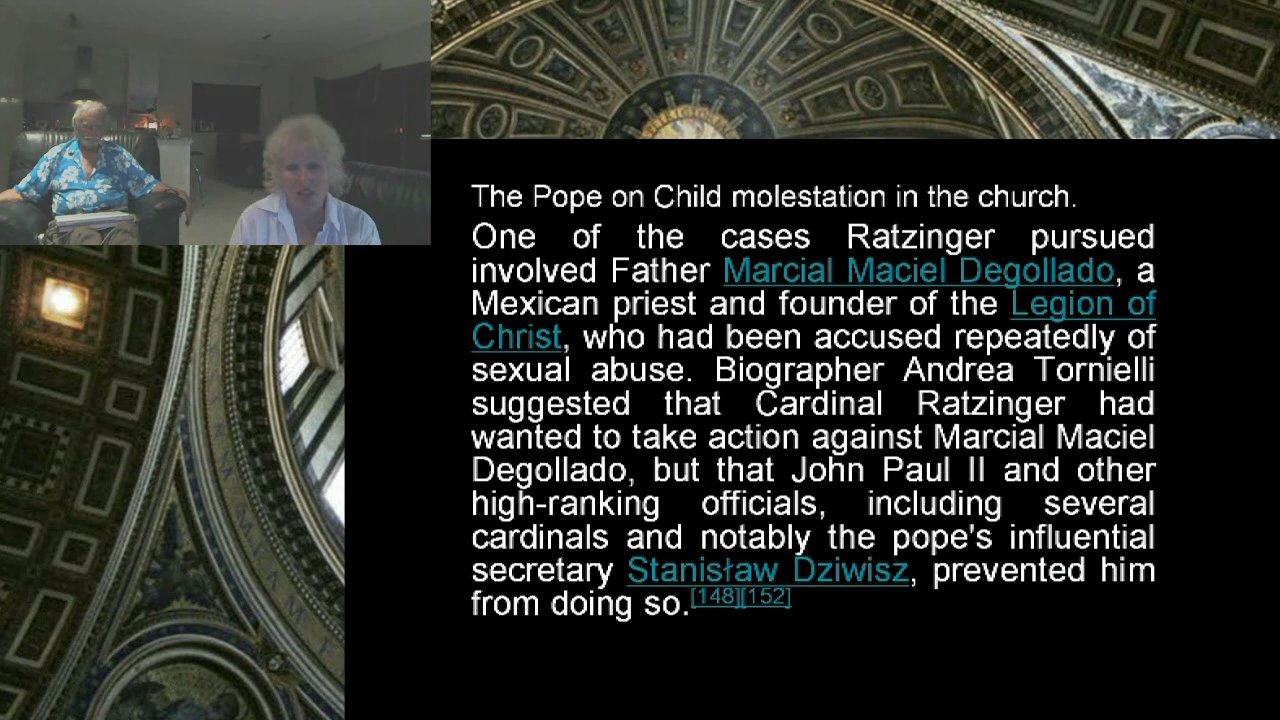 The Pope on Child molestation in the church.
One of the cases Ratzinger pursued
involved Father Marcial Maciel Degollado, a
Mexican priest and founder of the Legion of
Christ, who had been accused repeatedly of
sexual abuse. Biographer Andrea Tornielli
suggested that Cardinal Ratzinger had
wanted to take action against Marcial Maciel
Degollado, but that John Paul II and other
high-ranking officials, including several
cardinals and notably the pope's influential
secretary Stanisław Dziwisz, prevented him
from doing so.[148][152]